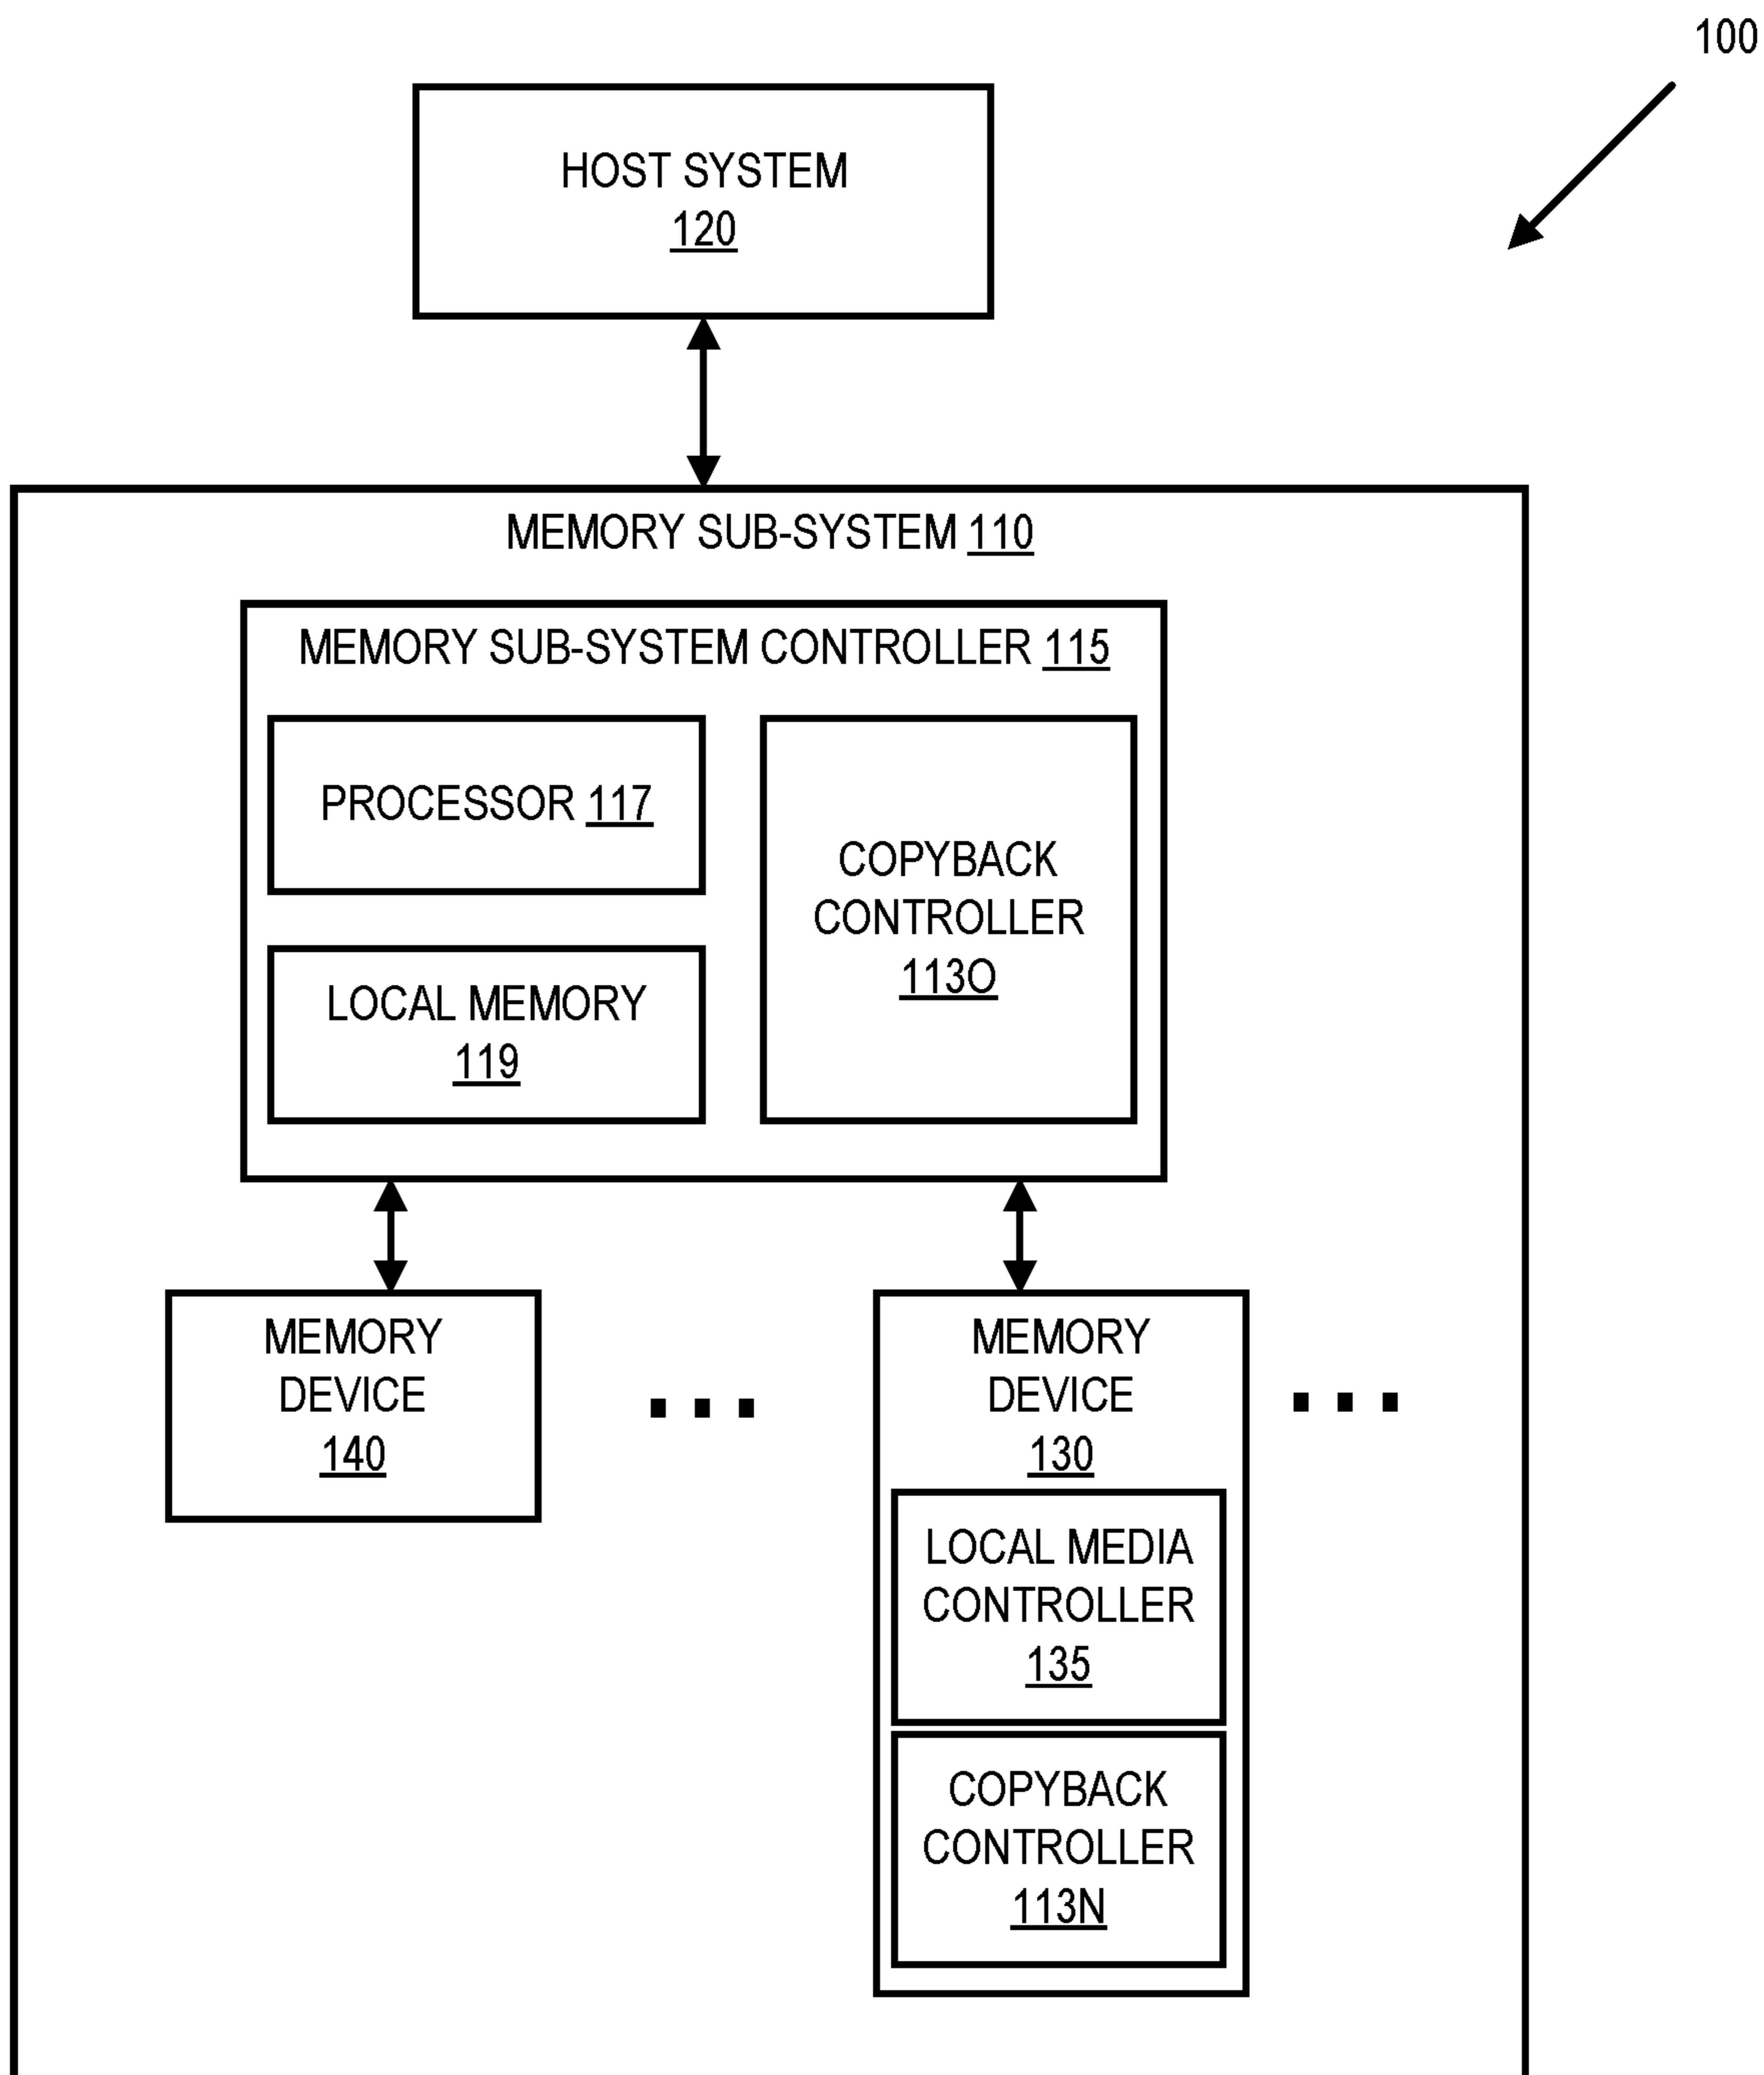 100
HOST SYSTEM
120
MEMORY SUB-SYSTEM 110
MEMORY SUB-SYSTEM CONTROLLER 115
PROCESSOR 117
LOCAL MEMORY
119
COPYBACK
CONTROLLER
113O
MEMORY
DEVICE
140
MEMORY
DEVICE
130
LOCAL MEDIA
CONTROLLER
135
COPYBACK
CONTROLLER
113N